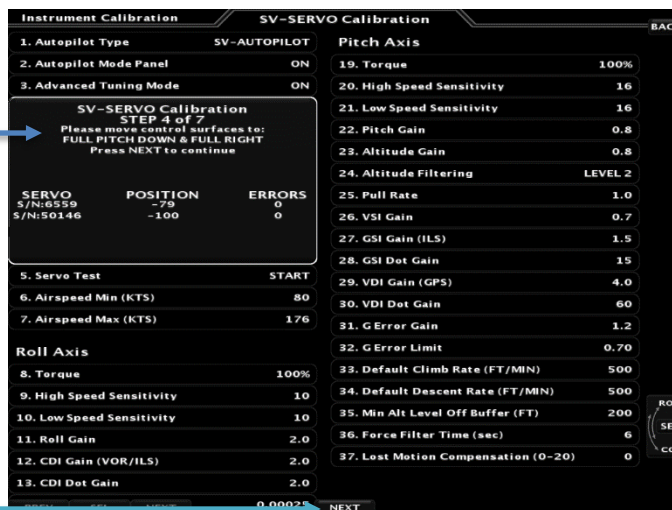 Instrument Calibration
SV-SERVO Calibration
BAC
1. Autopilot Type SV-AUTOPILOT
2. Autopilot Mode Panel ON
3. Advanced Tuning Mode ON
SV-SERVO Calibration
STEP 4 of 7
Please move control surfaces to:
FULL PITCH DOWN & FULL RIGHT
Press NEXT to continue
SERVO POSITION ERRORS
S/N:6559 -79 0
S/N:50146 -100 0
5. Servo Test START
6. Airspeed Min (KTS) 80
7. Airspeed Max (KTS) 176
Roll Axis
8. Torque 100%
9. High Speed Sensitivity 10
10. Low Speed Sensitivity 10
11. Roll Gain 2.0
12. CDI Gain (VOR/ILS) 2.0
13. CDI Dot Gain 2.0
0.00025
Pitch Axis
19. Torque 100%
20. High Speed Sensitivity 16
21. Low Speed Sensitivity 16
22. Pitch Gain 0.8
23. Altitude Gain 0.8
24. Altitude Filtering LEVEL 2
25. Pull Rate 1.0
26. VSI Gain 0.7
27. GSI Gain (ILS) 1.5
28. GSI Dot Gain 15
29. VDI Gain (GPS) 4.0
30. VDI Dot Gain 60
31. G Error Gain 1.2
32. G Error Limit 0.70
33. Default Climb Rate (FT/MIN) 500
34. Default Descent Rate (FT/MIN) 500
35. Min Alt Level Off Buffer (FT) 200
36. Force Filter Time (sec) 6
37. Lost Motion Compensation (0-20) 0
RO
SE
CO
PREV SEL NEXT
NEXT